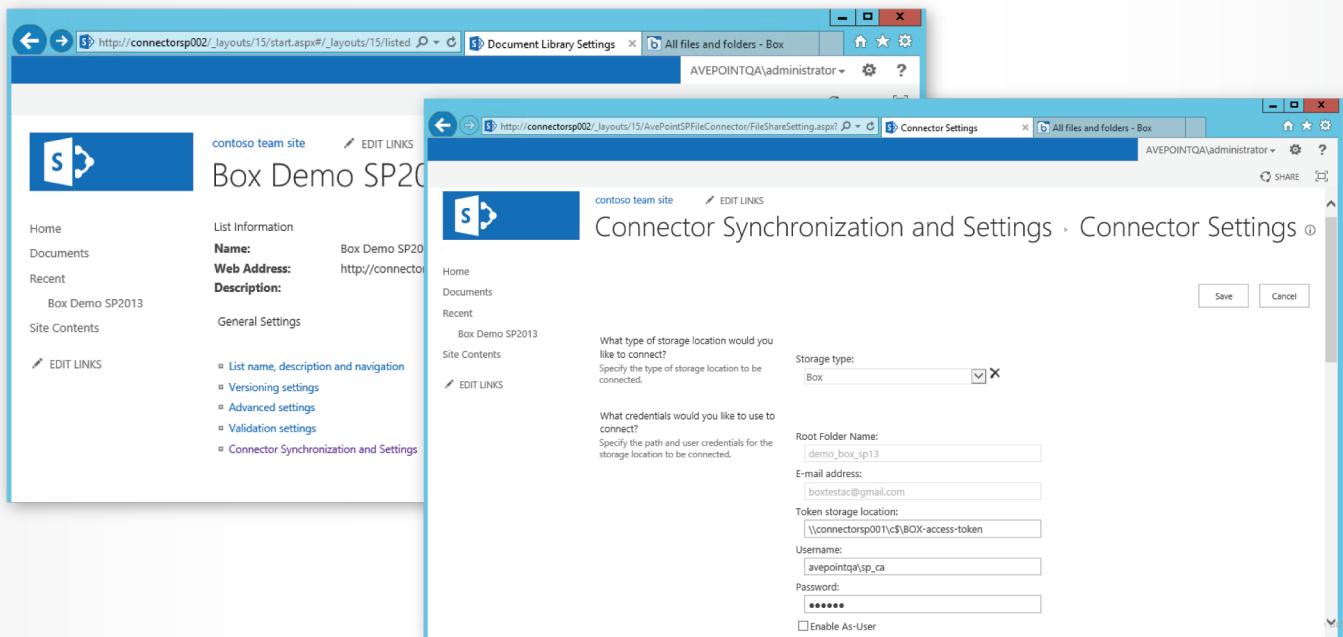 http://connectorsp002/_layouts/15/start.aspx#/_layouts/15/listed
Document Library Settings
All files and folders - Box
AVEPOINTQA\administrator
?
S
contoso team site
EDIT LINKS
Box Demo SP20
Home
Documents
Recent
Box Demo SP2013
Site Contents
EDIT LINKS
List Information
Name: Box Demo SP20
Web Address: http://connector
Description:
General Settings
List name, description and navigation
Versioning settings
Advanced settings
Validation settings
Connector Synchronization and Settings
http://connectorsp002/_layouts/15/AvePointSPFileConnector/FileShareSetting.aspx?
Connector Settings
All files and folders - Box
AVEPOINTQA\administrator
?
SHARE
S
contoso team site
EDIT LINKS
Connector Synchronization and Settings Connector Settings
Home
Documents
Recent
Box Demo SP2013
Site Contents
EDIT LINKS
Save
Cancel
What type of storage location would you
like to connect?
Specify the type of storage location to be
connected.
Storage type:
Box
What credentials would you like to use to
connect?
Specify the path and user credentials for the
storage location to be connected.
Root Folder Name:
demo_box_sp13
E-mail address:
boxtestac@gmail.com
Token storage location:
\\connectorsp001\c$\BOX-access-token
Username:
avepointqa\sp_ca
Password:
●●●●●●
Enable As-User